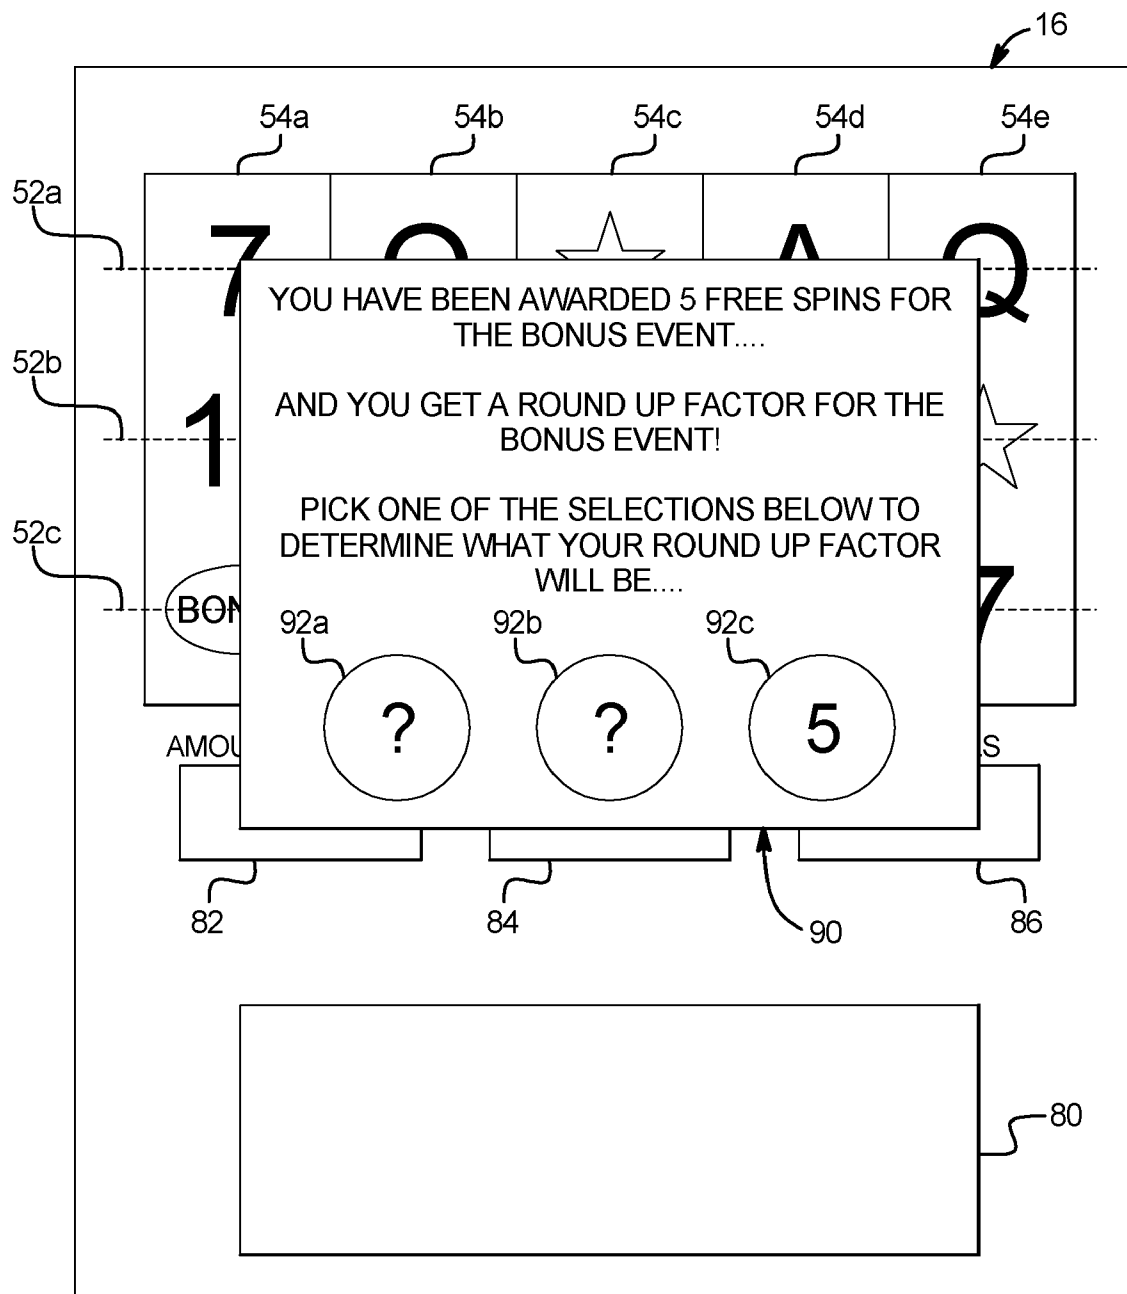 16
54a 54b 54c 54d 54e
52a
7 A Q
YOU HAVE BEEN AWARDED 5 FREE SPINS FOR
THE BONUS EVENT....
52b
AND YOU GET A ROUND UP FACTOR FOR THE
BONUS EVENT!
1
52c
PICK ONE OF THE SELECTIONS BELOW TO
DETERMINE WHAT YOUR ROUND UP FACTOR
WILL BE....
7
92a 92b 92c
? ? 5
82 84 90 86
80